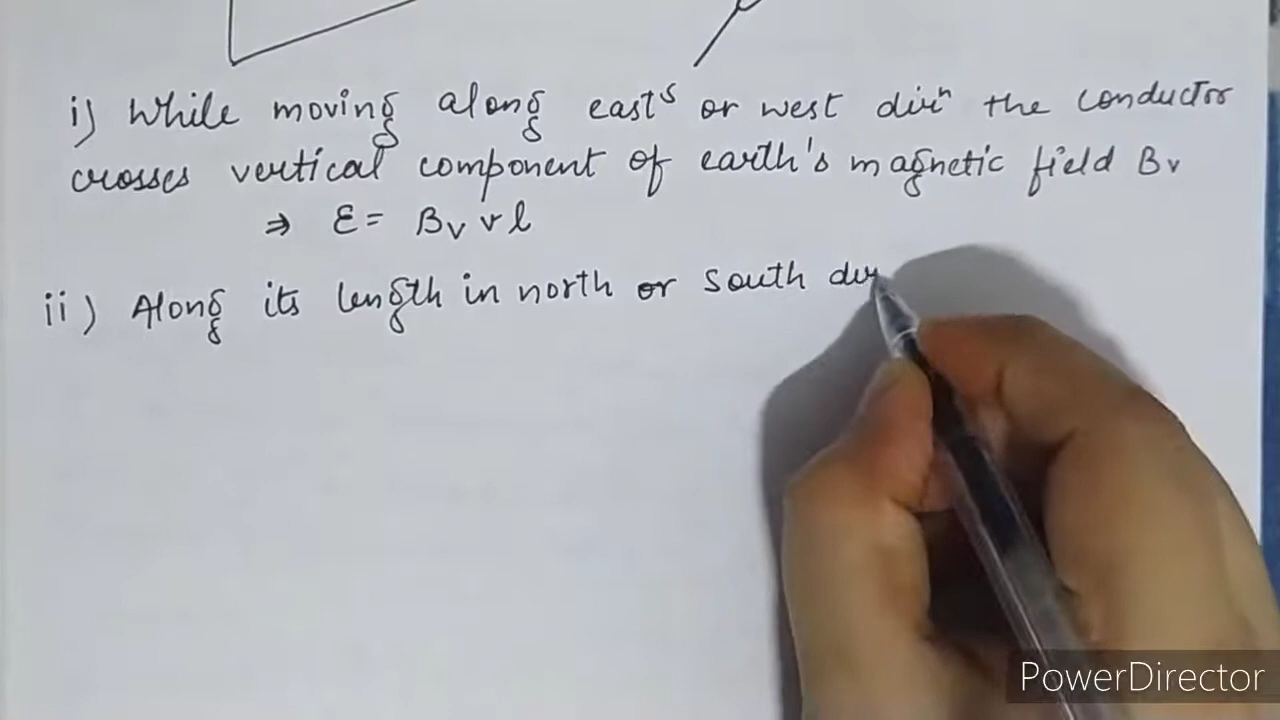 i) While moving along east or west dirⁿ the conductor
crosses vertical component of earth's magnetic field Bv
⇒ ε = Bv v l
ii) Along its length in north or south dir
PowerDirector